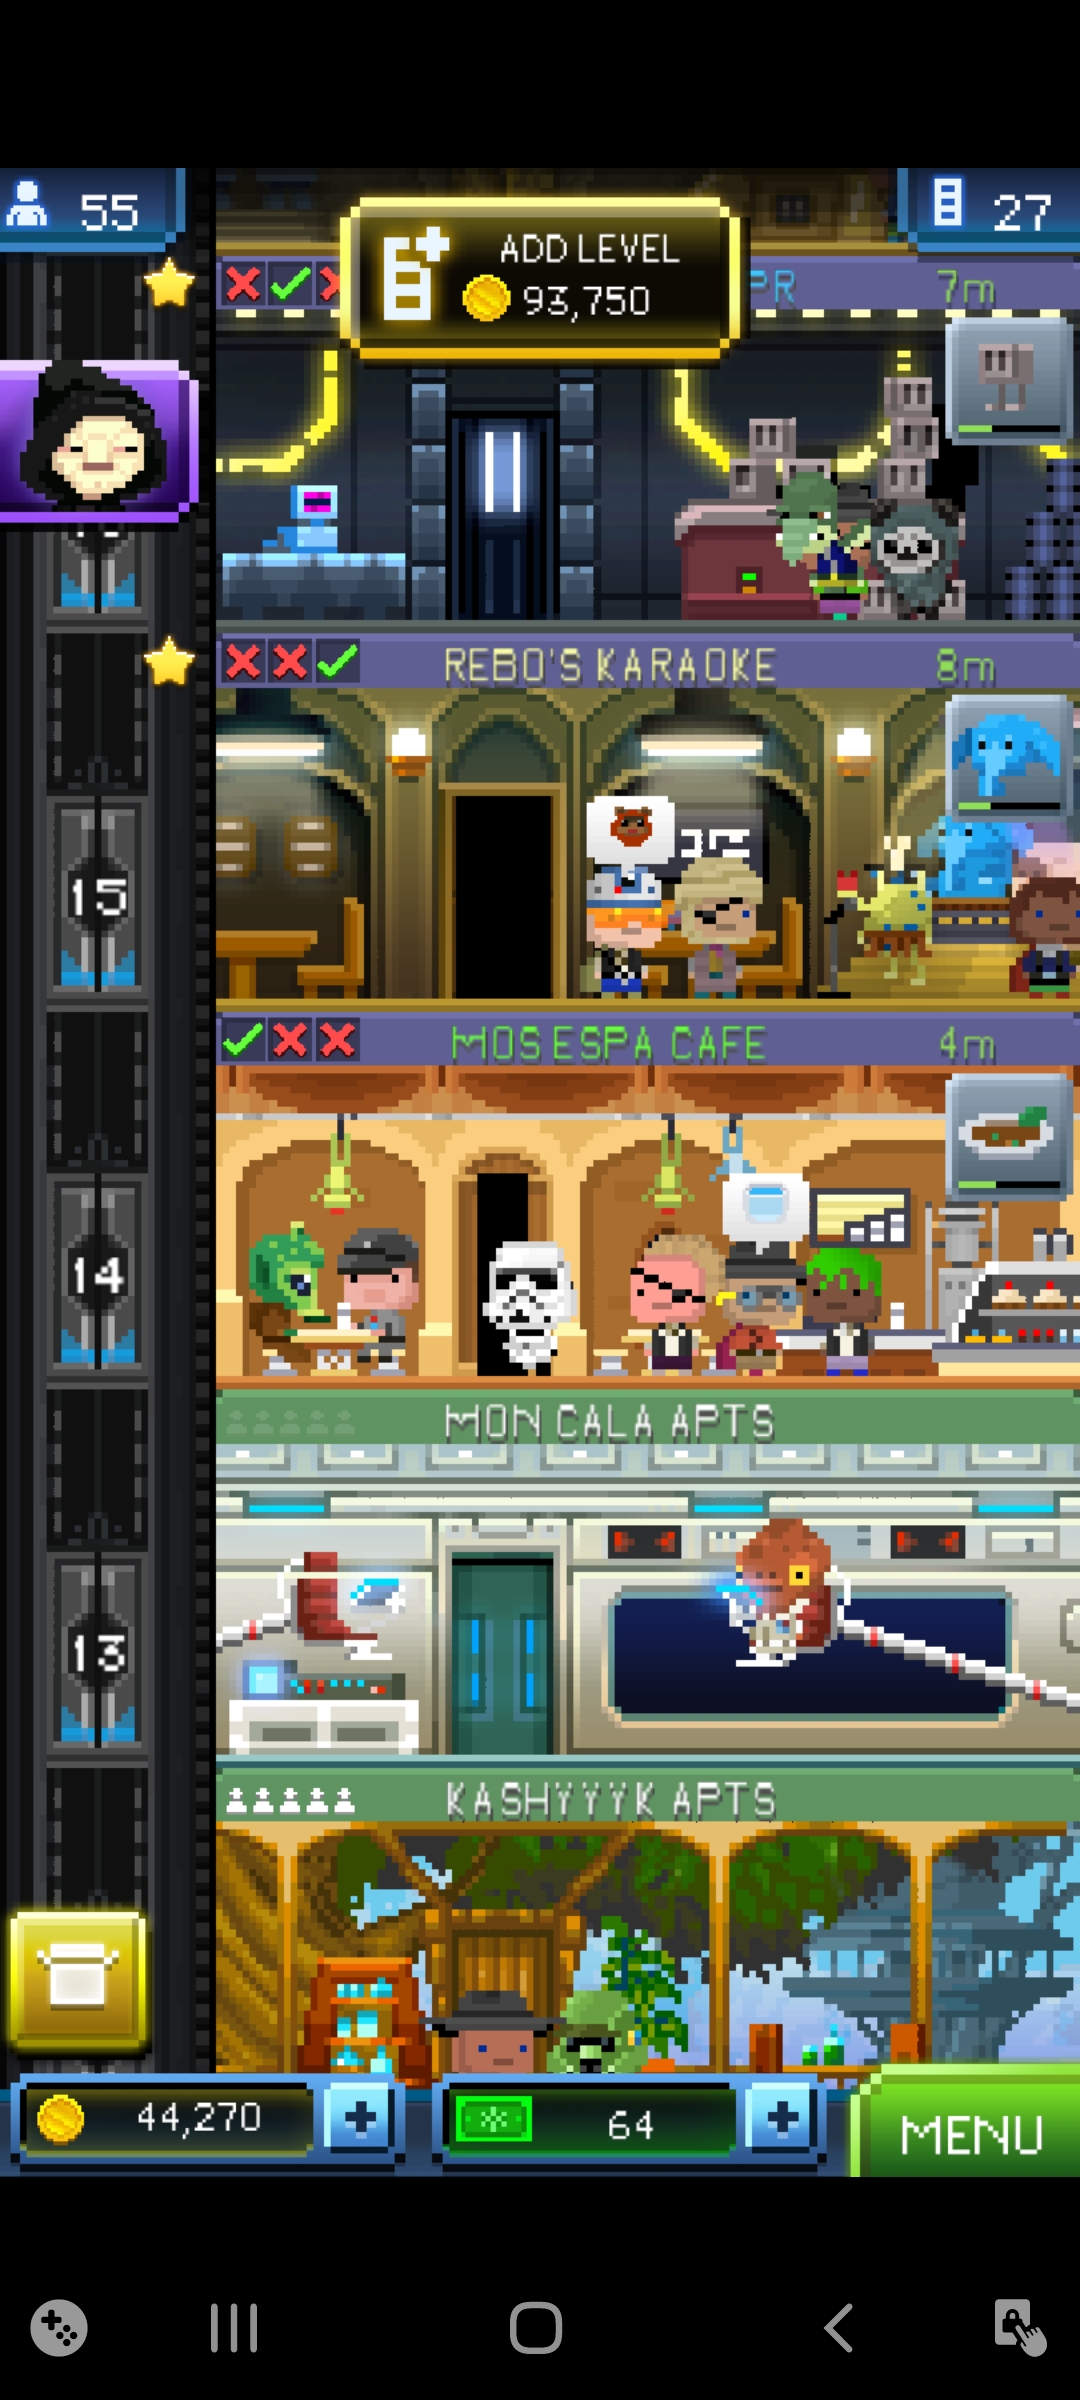 55
27
ADD LEVEL
93,750
PR
7m
REBO'S KARAOKE
8m
15
MOS ESPA CAFE
4m
14
MON CALA APTS
13
KASHYYYK APTS
44,270
64
MENU